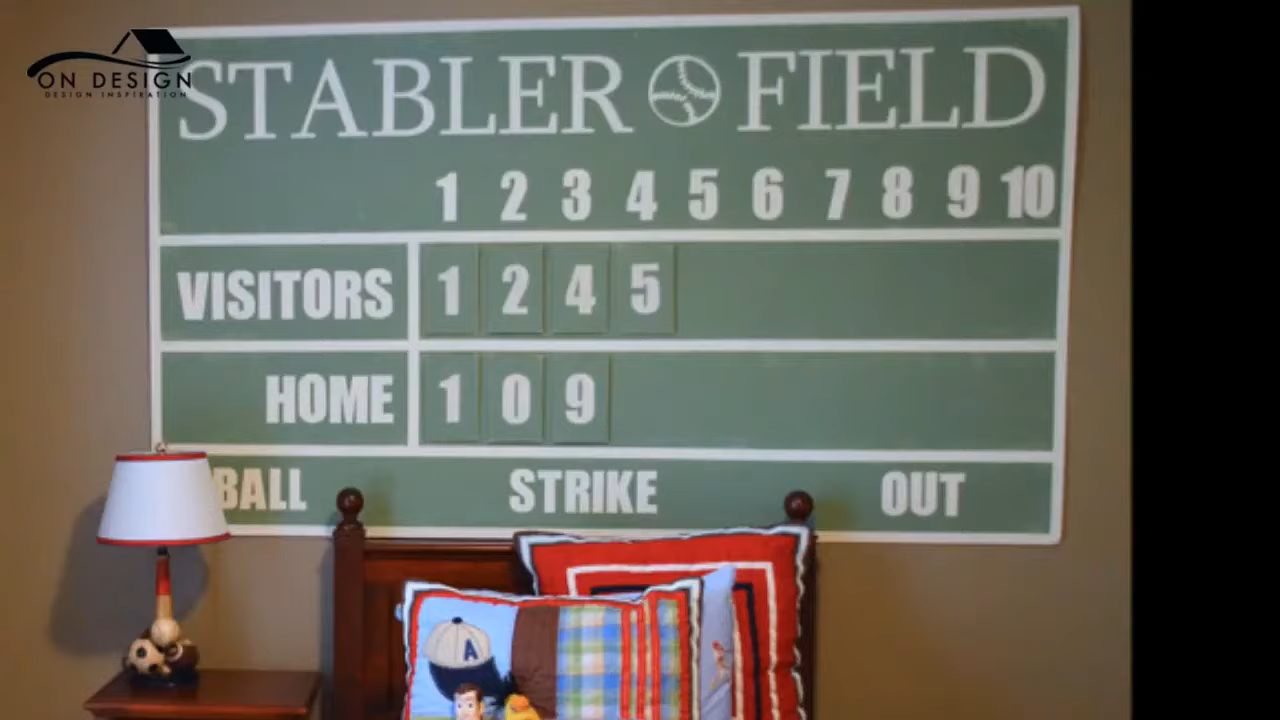 ON DESIGN
DESIGN INSPIRATION
STABLER FIELD
1 2 3 4 5 6 7 8 9 10
VISITORS 1 2 4 5
HOME 1 0 9
BALL STRIKE OUT
A